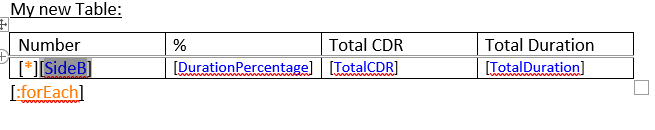 My new Table:
Number % Total CDR Total Duration
[*][SideB] [DurationPercentage] [TotalCDR] [TotalDuration]
[:forEach]